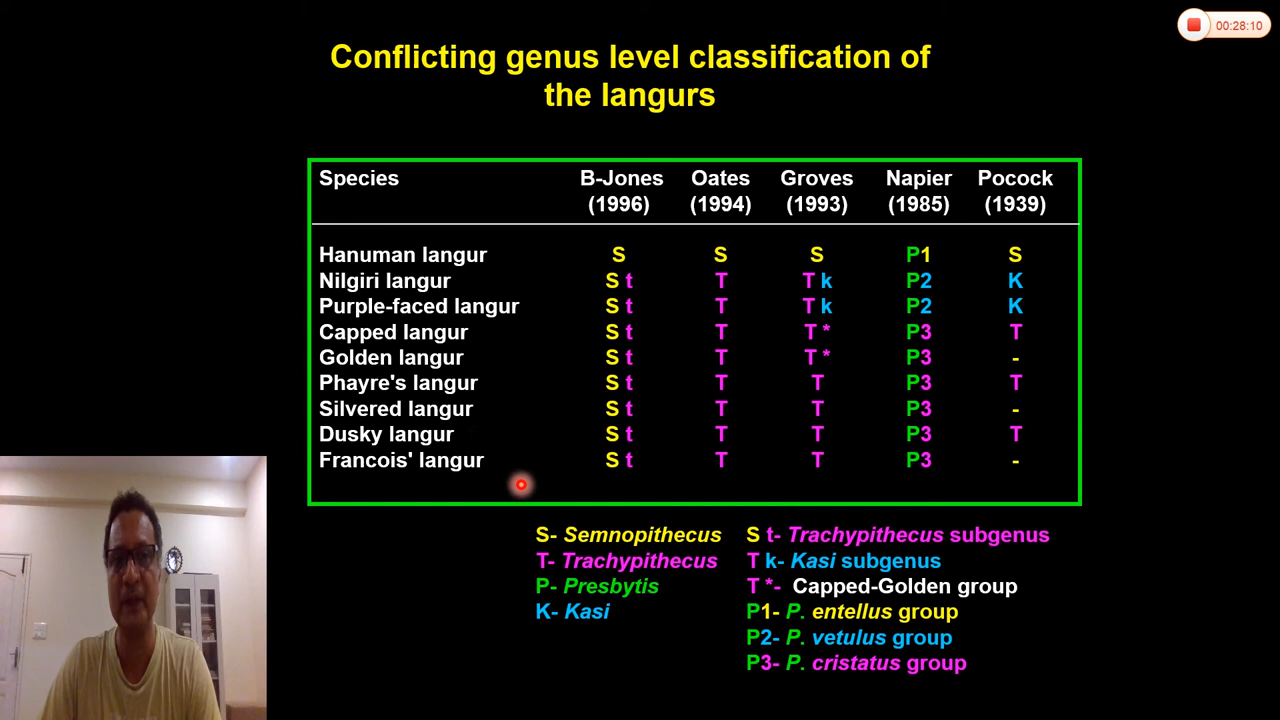 00:28:10
Conflicting genus level classification of
the langurs
Species B-Jones Oates Groves Napier Pocock
(1996) (1994) (1993) (1985) (1939)
Hanuman langur S S S P1 S
Nilgiri langur S t T T k P2 K
Purple-faced langur S t T T k P2 K
Capped langur S t T T * P3 T
Golden langur S t T T * P3 -
Phayre's langur S t T T P3 T
Silvered langur S t T T P3 -
Dusky langur S t T T P3 T
Francois' langur S t T T P3 -
S- Semnopithecus S t- Trachypithecus subgenus
T- Trachypithecus T k- Kasi subgenus
P- Presbytis T *- Capped-Golden group
K- Kasi P1- P. entellus group
P2- P. vetulus group
P3- P. cristatus group